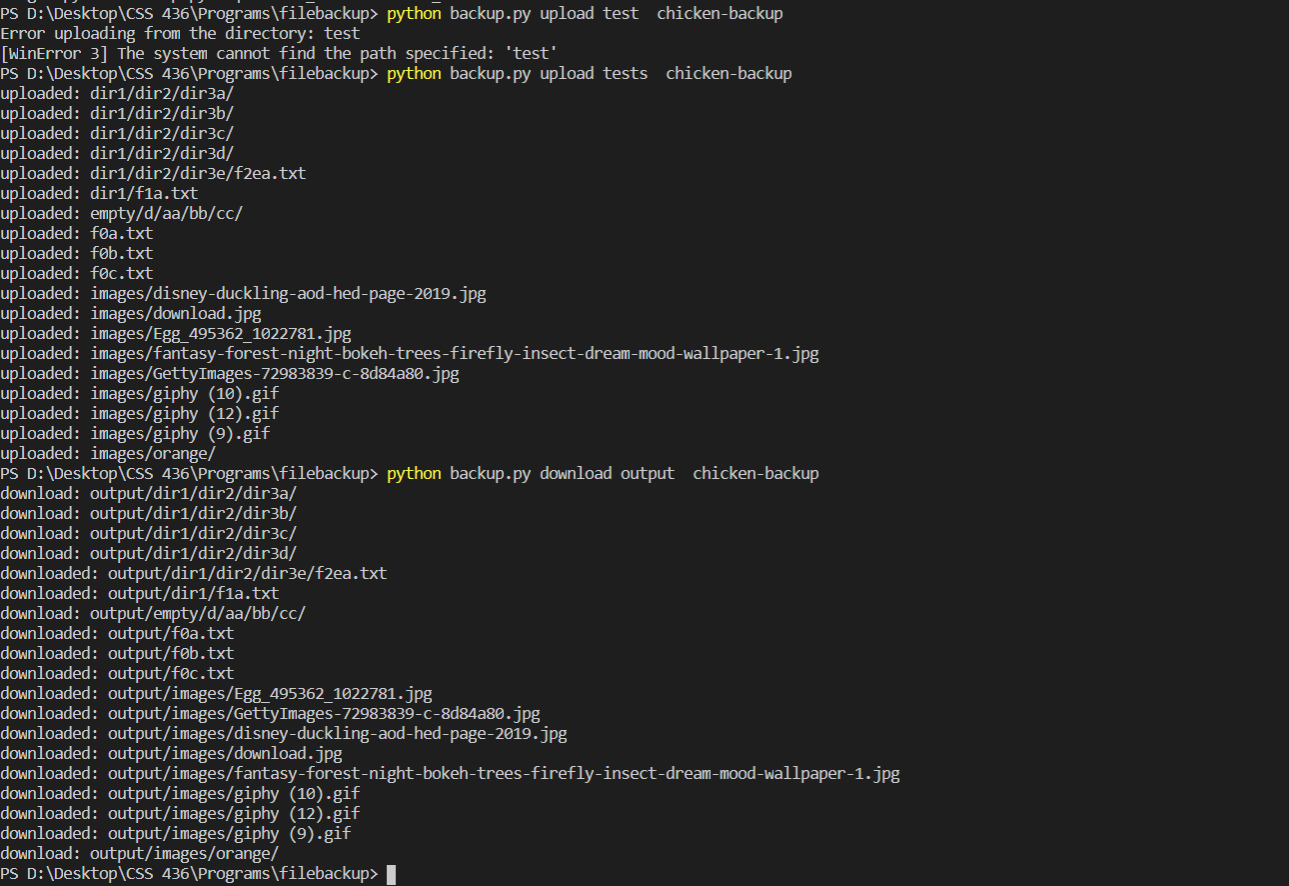 PS D:\Desktop\CSS 436\Programs\filebackup> python backup.py upload test  chicken-backup
Error uploading from the directory: test
[WinError 3] The system cannot find the path specified: 'test'
PS D:\Desktop\CSS 436\Programs\filebackup> python backup.py upload tests  chicken-backup
uploaded: dir1/dir2/dir3a/
uploaded: dir1/dir2/dir3b/
uploaded: dir1/dir2/dir3c/
uploaded: dir1/dir2/dir3d/
uploaded: dir1/dir2/dir3e/f2ea.txt
uploaded: dir1/f1a.txt
uploaded: empty/d/aa/bb/cc/
uploaded: f0a.txt
uploaded: f0b.txt
uploaded: f0c.txt
uploaded: images/disney-duckling-aod-hed-page-2019.jpg
uploaded: images/download.jpg
uploaded: images/Egg_495362_1022781.jpg
uploaded: images/fantasy-forest-night-bokeh-trees-firefly-insect-dream-mood-wallpaper-1.jpg
uploaded: images/GettyImages-72983839-c-8d84a80.jpg
uploaded: images/giphy (10).gif
uploaded: images/giphy (12).gif
uploaded: images/giphy (9).gif
uploaded: images/orange/
PS D:\Desktop\CSS 436\Programs\filebackup> python backup.py download output  chicken-backup
download: output/dir1/dir2/dir3a/
download: output/dir1/dir2/dir3b/
download: output/dir1/dir2/dir3c/
download: output/dir1/dir2/dir3d/
downloaded: output/dir1/dir2/dir3e/f2ea.txt
downloaded: output/dir1/f1a.txt
download: output/empty/d/aa/bb/cc/
downloaded: output/f0a.txt
downloaded: output/f0b.txt
downloaded: output/f0c.txt
downloaded: output/images/Egg_495362_1022781.jpg
downloaded: output/images/GettyImages-72983839-c-8d84a80.jpg
downloaded: output/images/disney-duckling-aod-hed-page-2019.jpg
downloaded: output/images/download.jpg
downloaded: output/images/fantasy-forest-night-bokeh-trees-firefly-insect-dream-mood-wallpaper-1.jpg
downloaded: output/images/giphy (10).gif
downloaded: output/images/giphy (12).gif
downloaded: output/images/giphy (9).gif
download: output/images/orange/
PS D:\Desktop\CSS 436\Programs\filebackup>